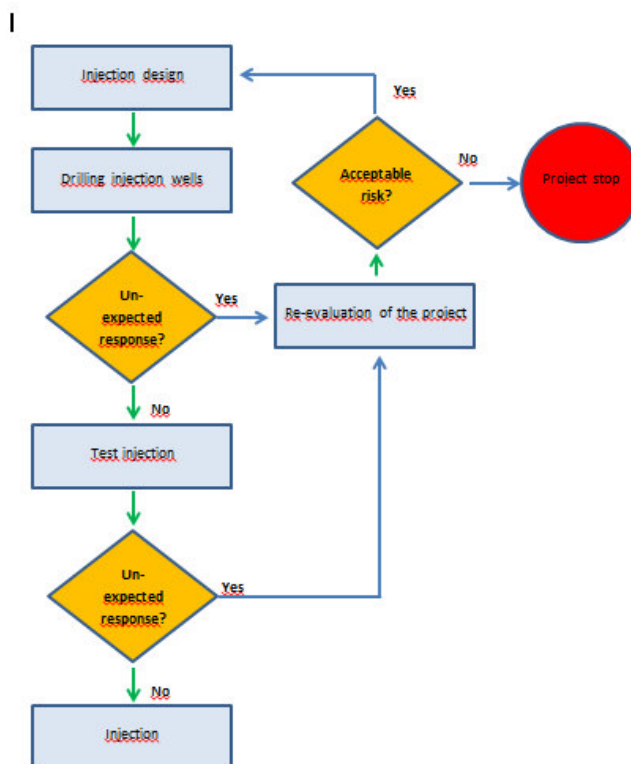 I
Injection design
Yes
Drilling injection wells
Acceptable
risk?
No
Project stop
Un-
expected
response?
Yes
Re-evaluation of the project
No
Test injection
Un-
expected
response?
Yes
No
Injection